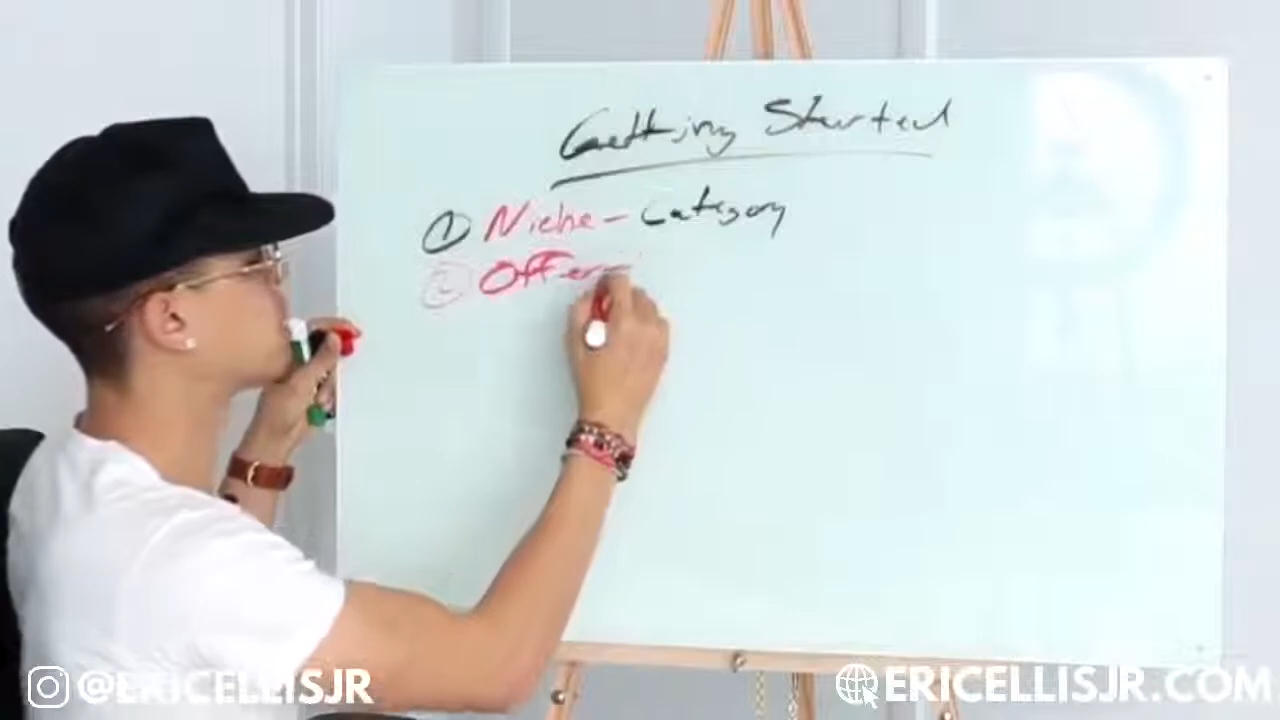 Getting Started
① Niche - Category
② Offer -
@ERICELLISJR
ERICELLISJR.COM